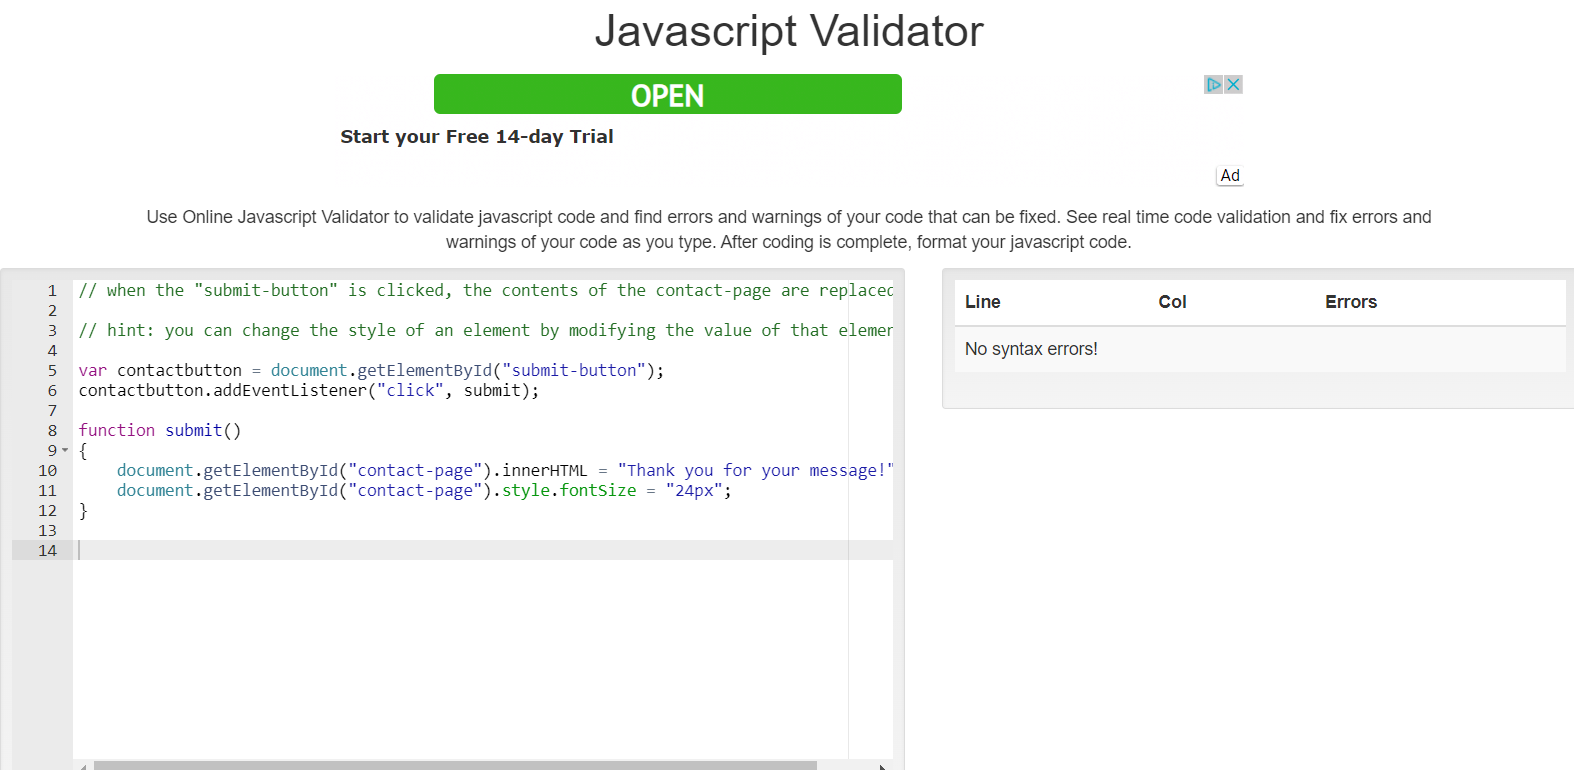 Javascript Validator
OPEN
Start your Free 14-day Trial
Ad
Use Online Javascript Validator to validate javascript code and find errors and warnings of your code that can be fixed. See real time code validation and fix errors and
warnings of your code as you type. After coding is complete, format your javascript code.
1 // when the "submit-button" is clicked, the contents of the contact-page are replaced
2
3 // hint: you can change the style of an element by modifying the value of that
4
5 var contactbutton = document.getElementById("submit-button");
6 contactbutton.addEventListener("click", submit);
7
8 function submit()
9 {
10 document.getElementById("contact-page").innerHTML = "Thank you for your message!"
11 document.getElementById("contact-page").style.fontSize = "24px";
12 }
13
14
Line Col Errors
No syntax errors!